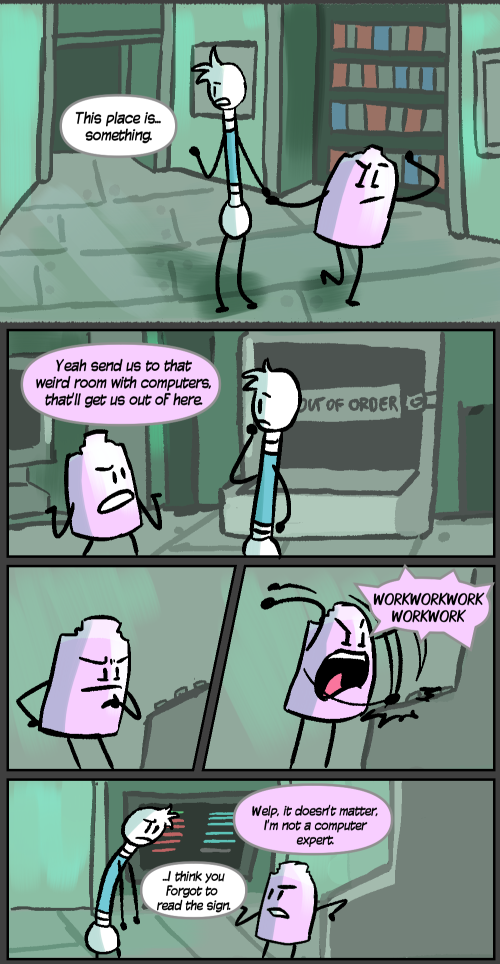 This place is...
something.
Yeah send us to that
weird room with computers,
that'll get us out of here.
OUT OF ORDER
WORKWORKWORK
WORKWORK
Welp, it doesn't matter,
I'm not a computer
expert.
...I think you
Forgot to
read the sign.